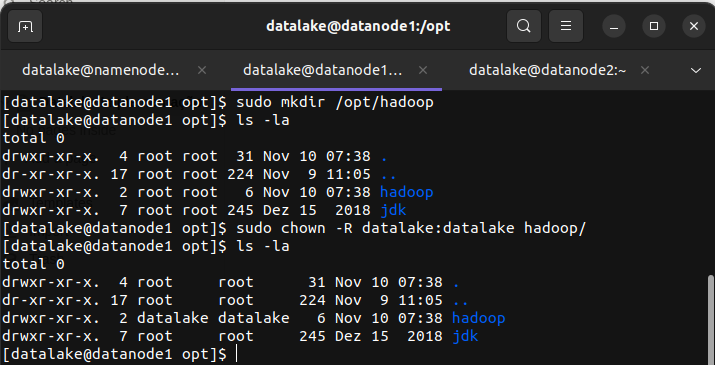 datalake@datanode1:/opt
datalake@namenode... × datalake@datanode1... × datalake@datanode2:~ ×
[datalake@datanode1 opt]$ sudo mkdir /opt/hadoop
[datalake@datanode1 opt]$ ls -la
total 0
drwxr-xr-x.  4 root root  31 Nov 10 07:38 .
dr-xr-xr-x. 17 root root 224 Nov  9 11:05 ..
drwxr-xr-x.  2 root root   6 Nov 10 07:38 hadoop
drwxr-xr-x.  7 root root 245 Dez 15  2018 jdk
[datalake@datanode1 opt]$ sudo chown -R datalake:datalake hadoop/
[datalake@datanode1 opt]$ ls -la
total 0
drwxr-xr-x.  4 root     root      31 Nov 10 07:38 .
dr-xr-xr-x. 17 root     root     224 Nov  9 11:05 ..
drwxr-xr-x.  2 datalake datalake   6 Nov 10 07:38 hadoop
drwxr-xr-x.  7 root     root     245 Dez 15  2018 jdk
[datalake@datanode1 opt]$